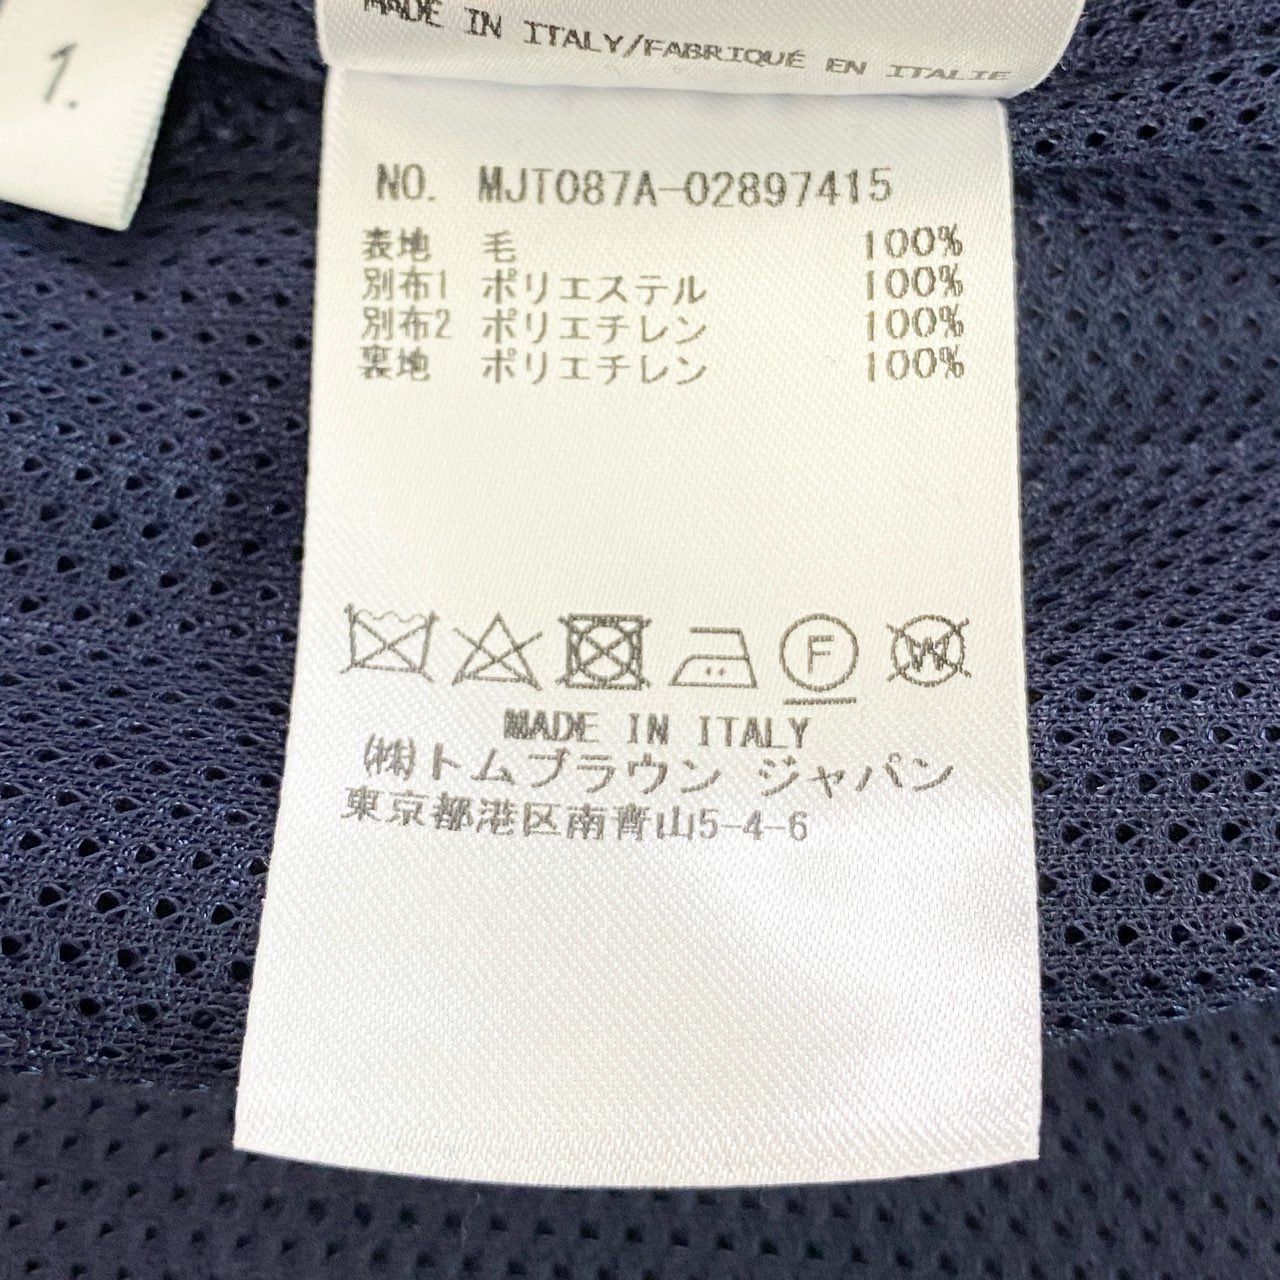 1.
MADE IN ITALY/FABRIQUÉ EN ITALIE
NO. MJT087A-02897415
表地 毛 100%
別布1 ポリエステル 100%
別布2 ポリエチレン 100%
裏地 ポリエチレン 100%
F W
MADE IN ITALY
㈱トムブラウン ジャパン
東京都港区南青山5-4-6